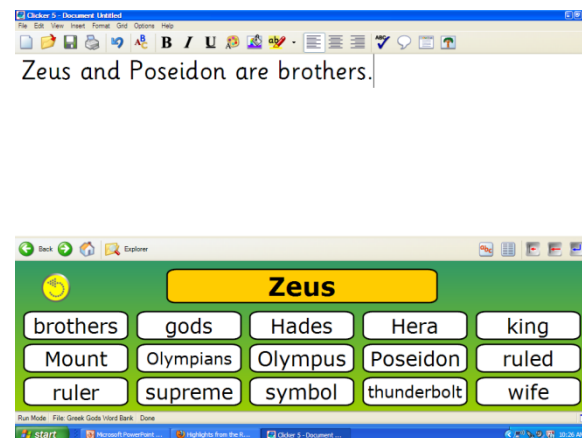 Clicker 5 - Document Untitled
File Edit View Insert Format Grid Options Help
B I U
Zeus and Poseidon are brothers.
Back Explorer
Zeus
brothers gods Hades Hera king
Mount Olympians Olympus Poseidon ruled
ruler supreme symbol thunderbolt wife
Run Mode File: Greek Gods Word Bank Done
start Microsoft PowerPoint ... Highlights from the R... Clicker 5 - Document ... 10:26 AM